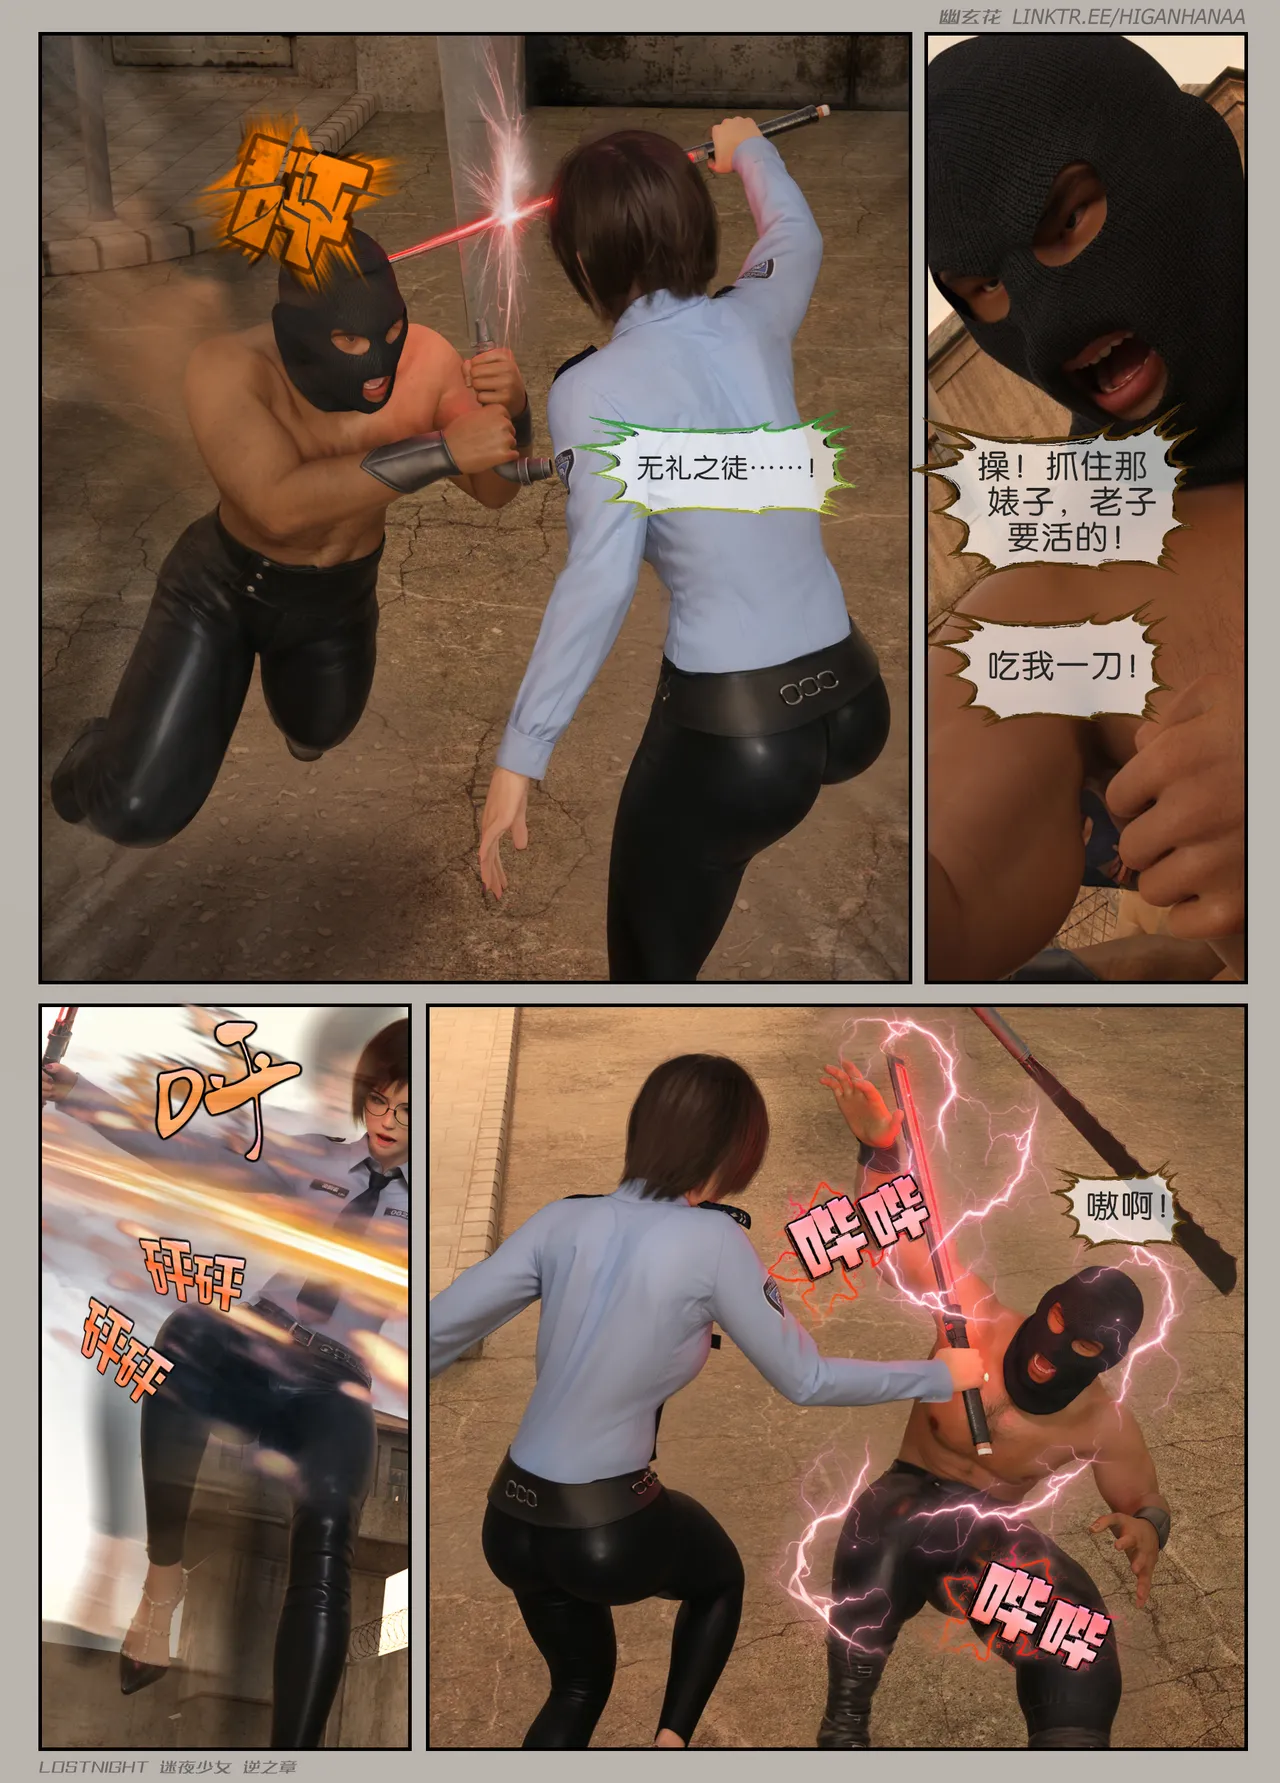 幽玄花 LINKTR.EE/HIGANHANAA
砰
无礼之徒……!
操！抓住那
婊子，老子
要活的！
吃我一刀！
呼
砰砰
砰砰
哔哔
嗷啊！
哔哔
LOSTNIGHT 迷夜少女 逆之章